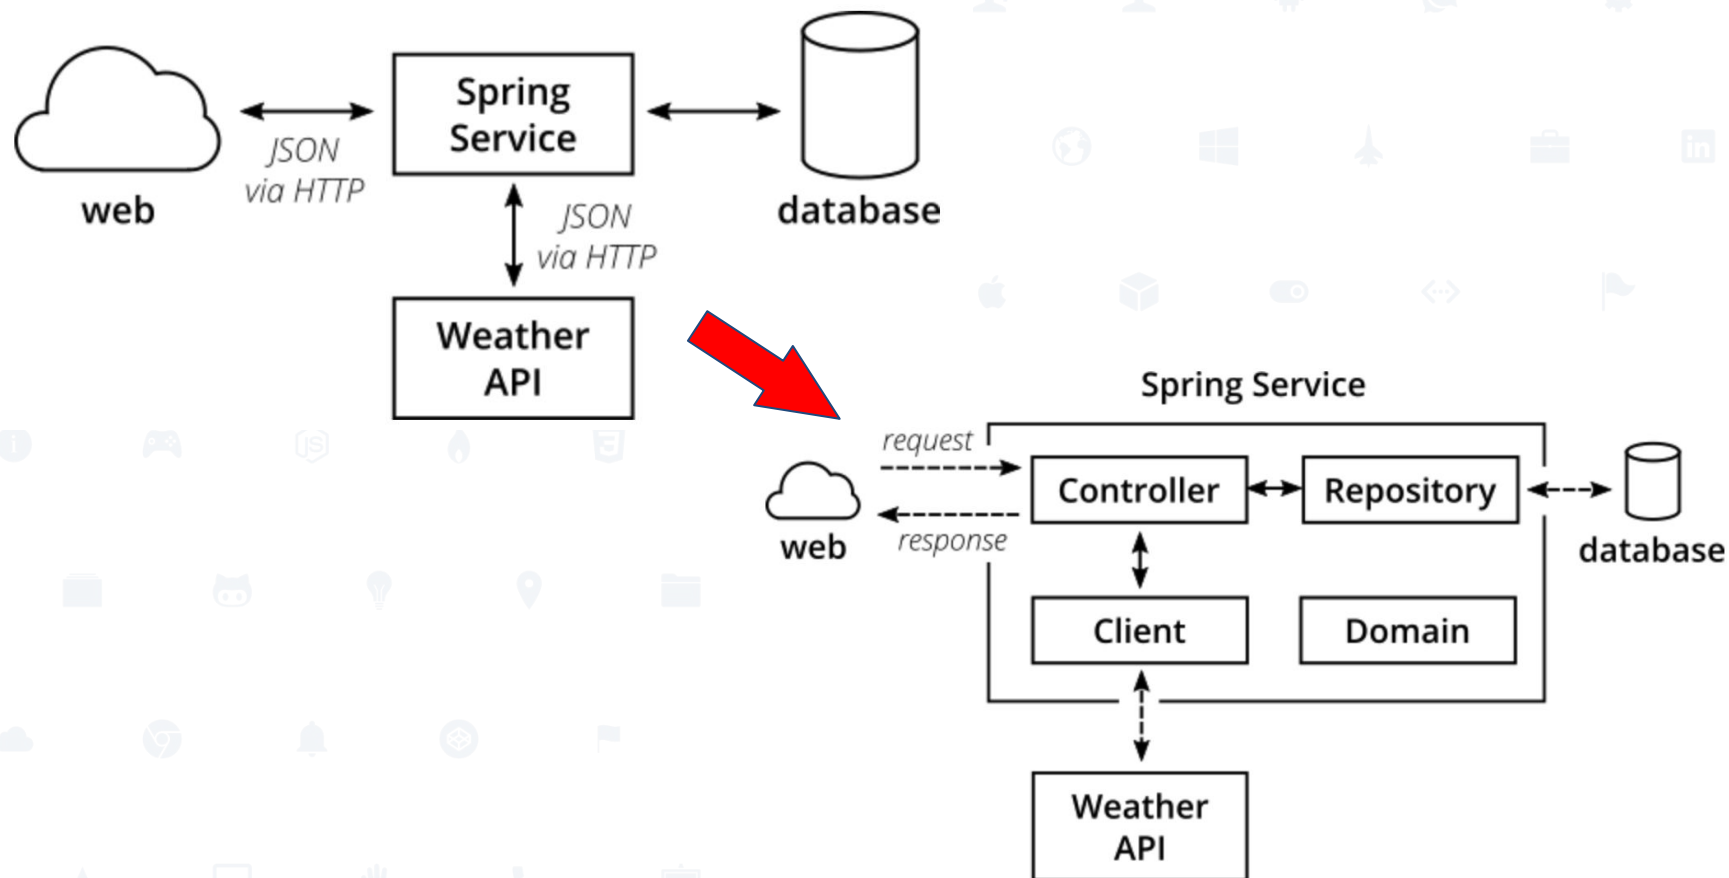 Spring
Service
JSON
via HTTP
web
database
JSON
via HTTP
Weather
API
Spring Service
request
Controller
Repository
web
response
database
Client
Domain
Weather
API